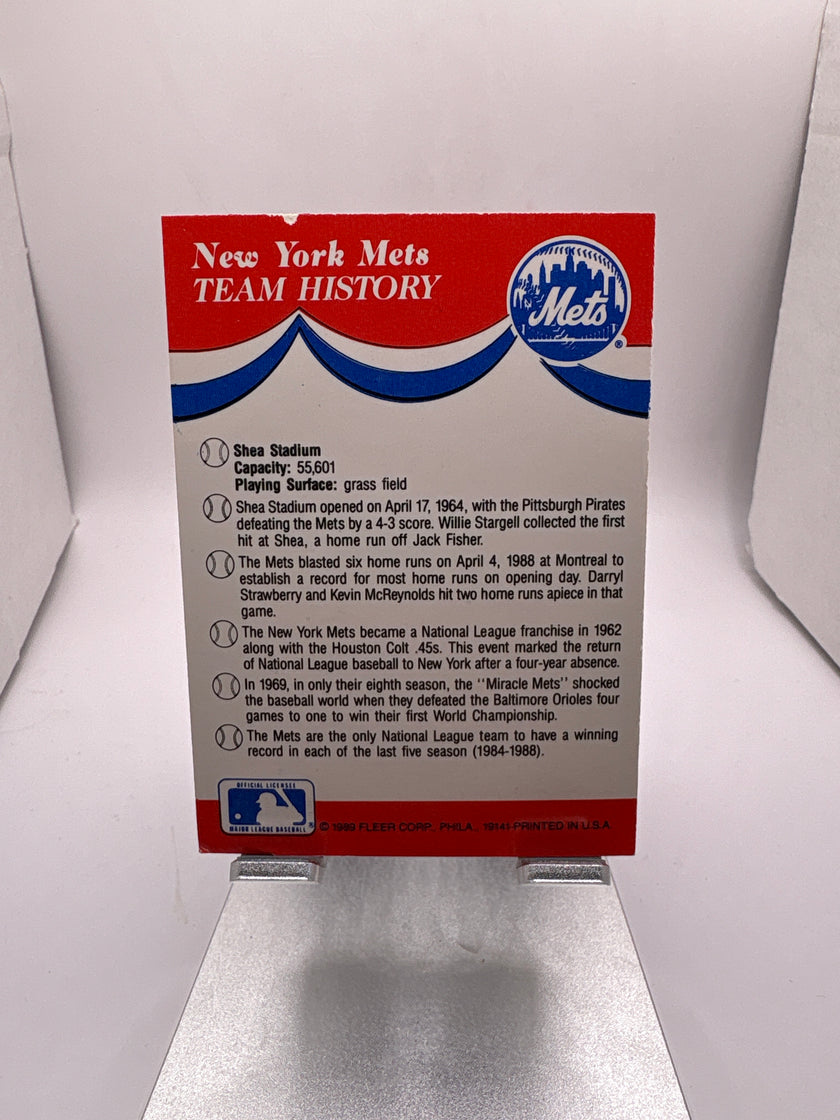 New York Mets
TEAM HISTORY
Mets
®
Shea Stadium
Capacity: 55,601
Playing Surface: grass field
Shea Stadium opened on April 17, 1964, with the Pittsburgh Pirates
defeating the Mets by a 4-3 score. Willie Stargell collected the first
hit at Shea, a home run off Jack Fisher.
The Mets blasted six home runs on April 4, 1988 at Montreal to
establish a record for most home runs on opening day. Darryl
Strawberry and Kevin McReynolds hit two home runs apiece in that
game.
The New York Mets became a National League franchise in 1962
along with the Houston Colt .45s. This event marked the return
of National League baseball to New York after a four-year absence.
In 1969, in only their eighth season, the ''Miracle Mets'' shocked
the baseball world when they defeated the Baltimore Orioles four
games to one to win their first World Championship.
The Mets are the only National League team to have a winning
record in each of the last five season (1984-1988).
OFFICIAL LICENSEE
MAJOR LEAGUE BASEBALL ®
© 1989 FLEER CORP., PHILA., 19141-PRINTED IN U.S.A.